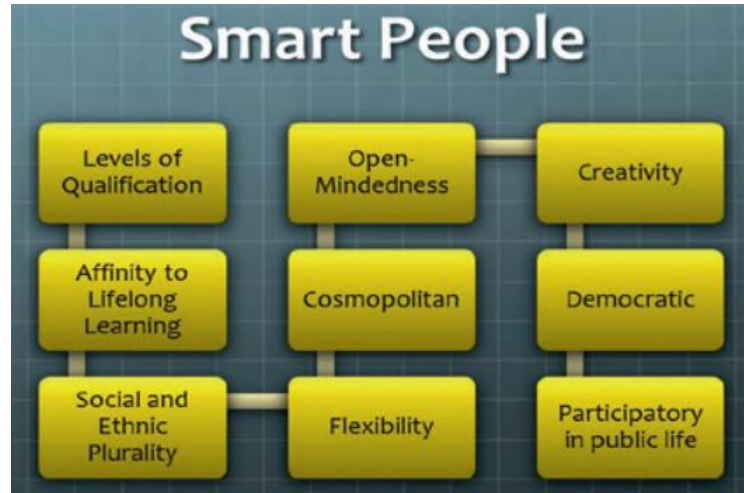 Smart People
Levels of
Qualification
Affinity to
Lifelong
Learning
Social and
Ethnic
Plurality
Flexibility
Cosmopolitan
Open-
Mindedness
Creativity
Democratic
Participatory
in public life